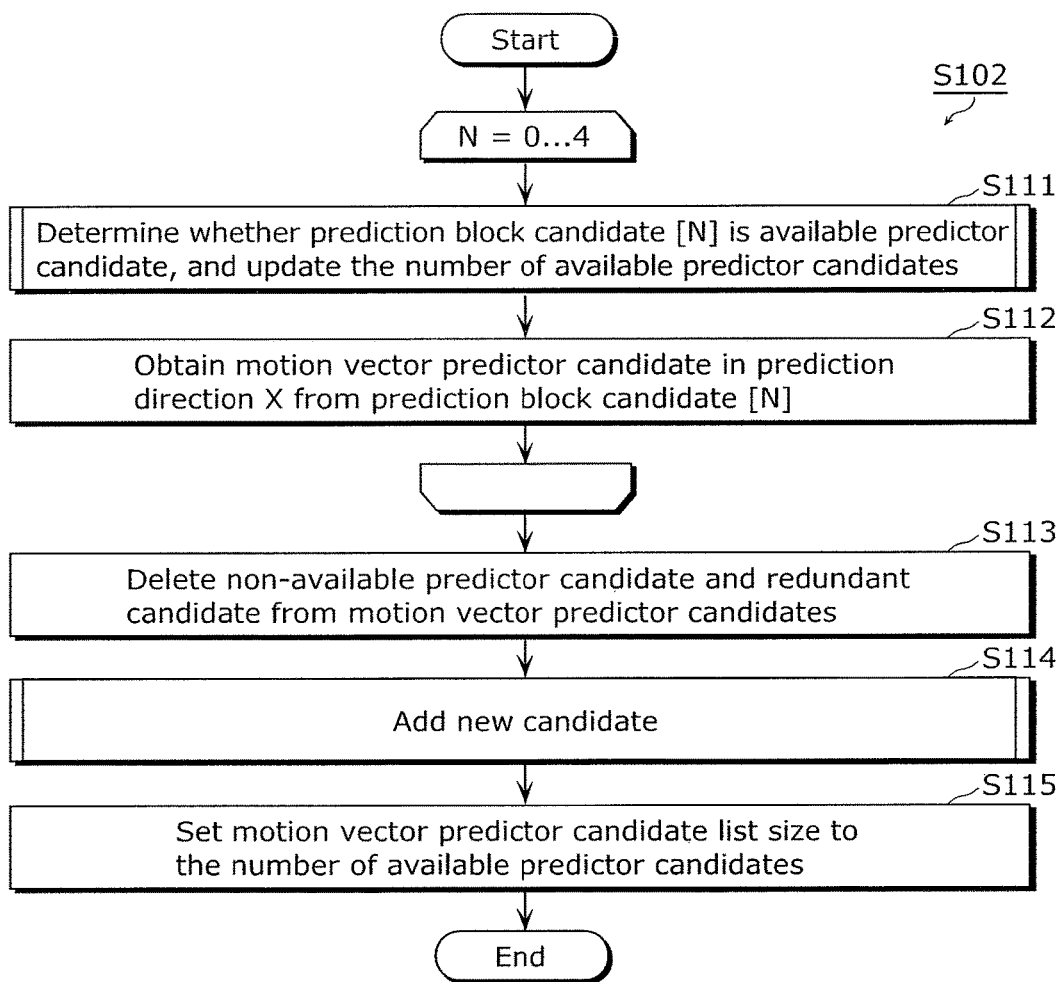 Start
S102
N = 0...4
S111
Determine whether prediction block candidate [N] is available predictor
candidate, and update the number of available predictor candidates
S112
Obtain motion vector predictor candidate in prediction
direction X from prediction block candidate [N]
S113
Delete non-available predictor candidate and redundant
candidate from motion vector predictor candidates
S114
Add new candidate
S115
Set motion vector predictor candidate list size to
the number of available predictor candidates
End